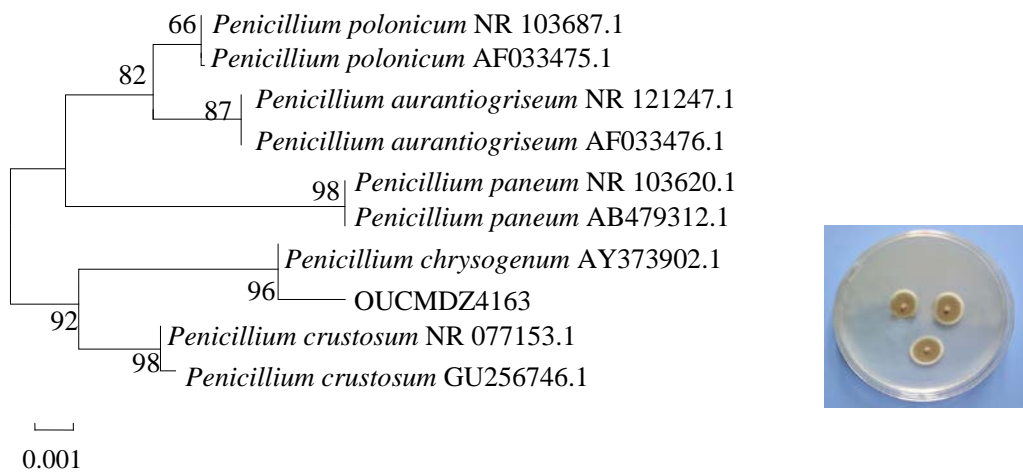 66 Penicillium polonicum NR 103687.1
Penicillium polonicum AF033475.1
82
87 Penicillium aurantiogriseum NR 121247.1
Penicillium aurantiogriseum AF033476.1
98 Penicillium paneum NR 103620.1
Penicillium paneum AB479312.1
Penicillium chrysogenum AY373902.1
96
OUCMDZ4163
92
Penicillium crustosum NR 077153.1
98
Penicillium crustosum GU256746.1
0.001